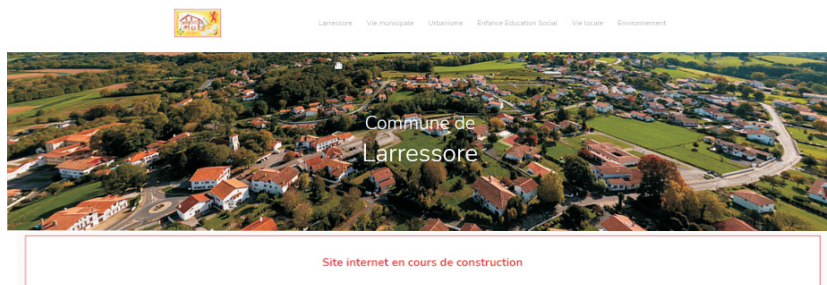 Larressore Vie municipale Urbanisme Enfance Education Social Vie locale Environnement
Commune de
Larressore
Site internet en cours de construction